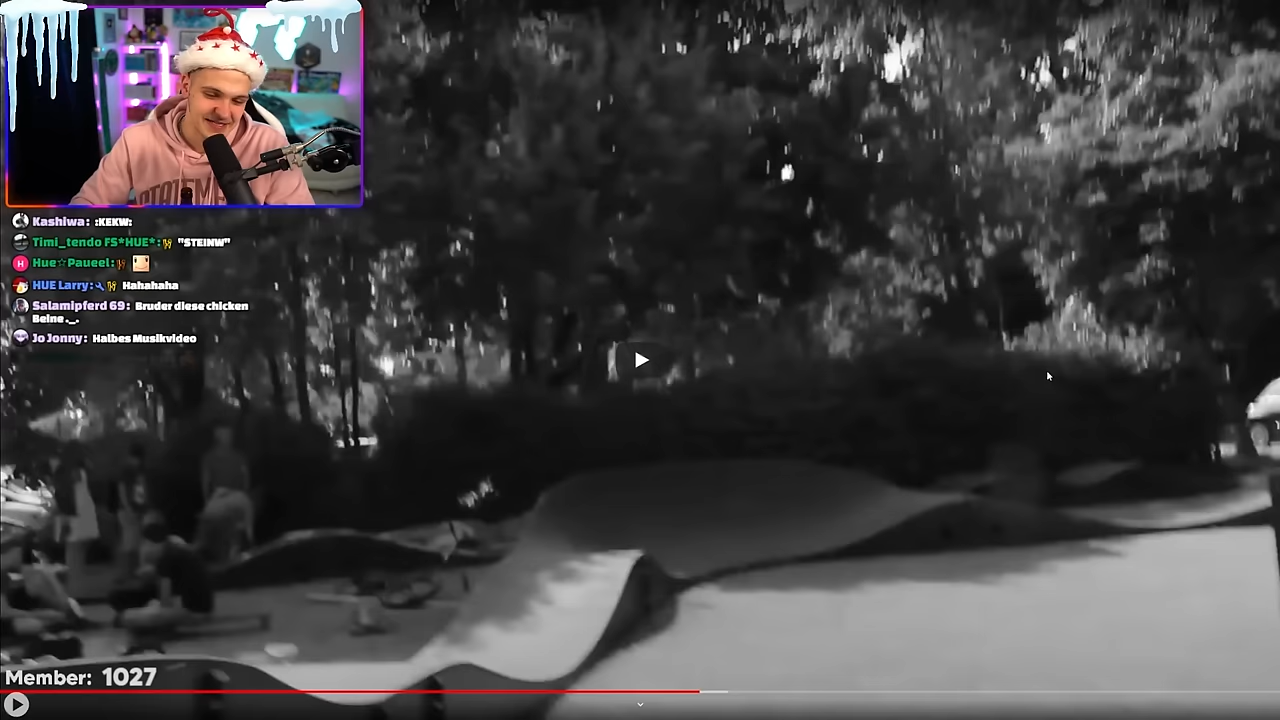 Kashiwa: :KEKW:
Timi_tendo FS*HUE*: "STEINW"
Hue☆Paueel:
HUE Larry: Hahahaha
Salamipferd 69: Bruder diese chicken
Beine ._.
Jo Jonny: Halbes Musikvideo
Member: 1027